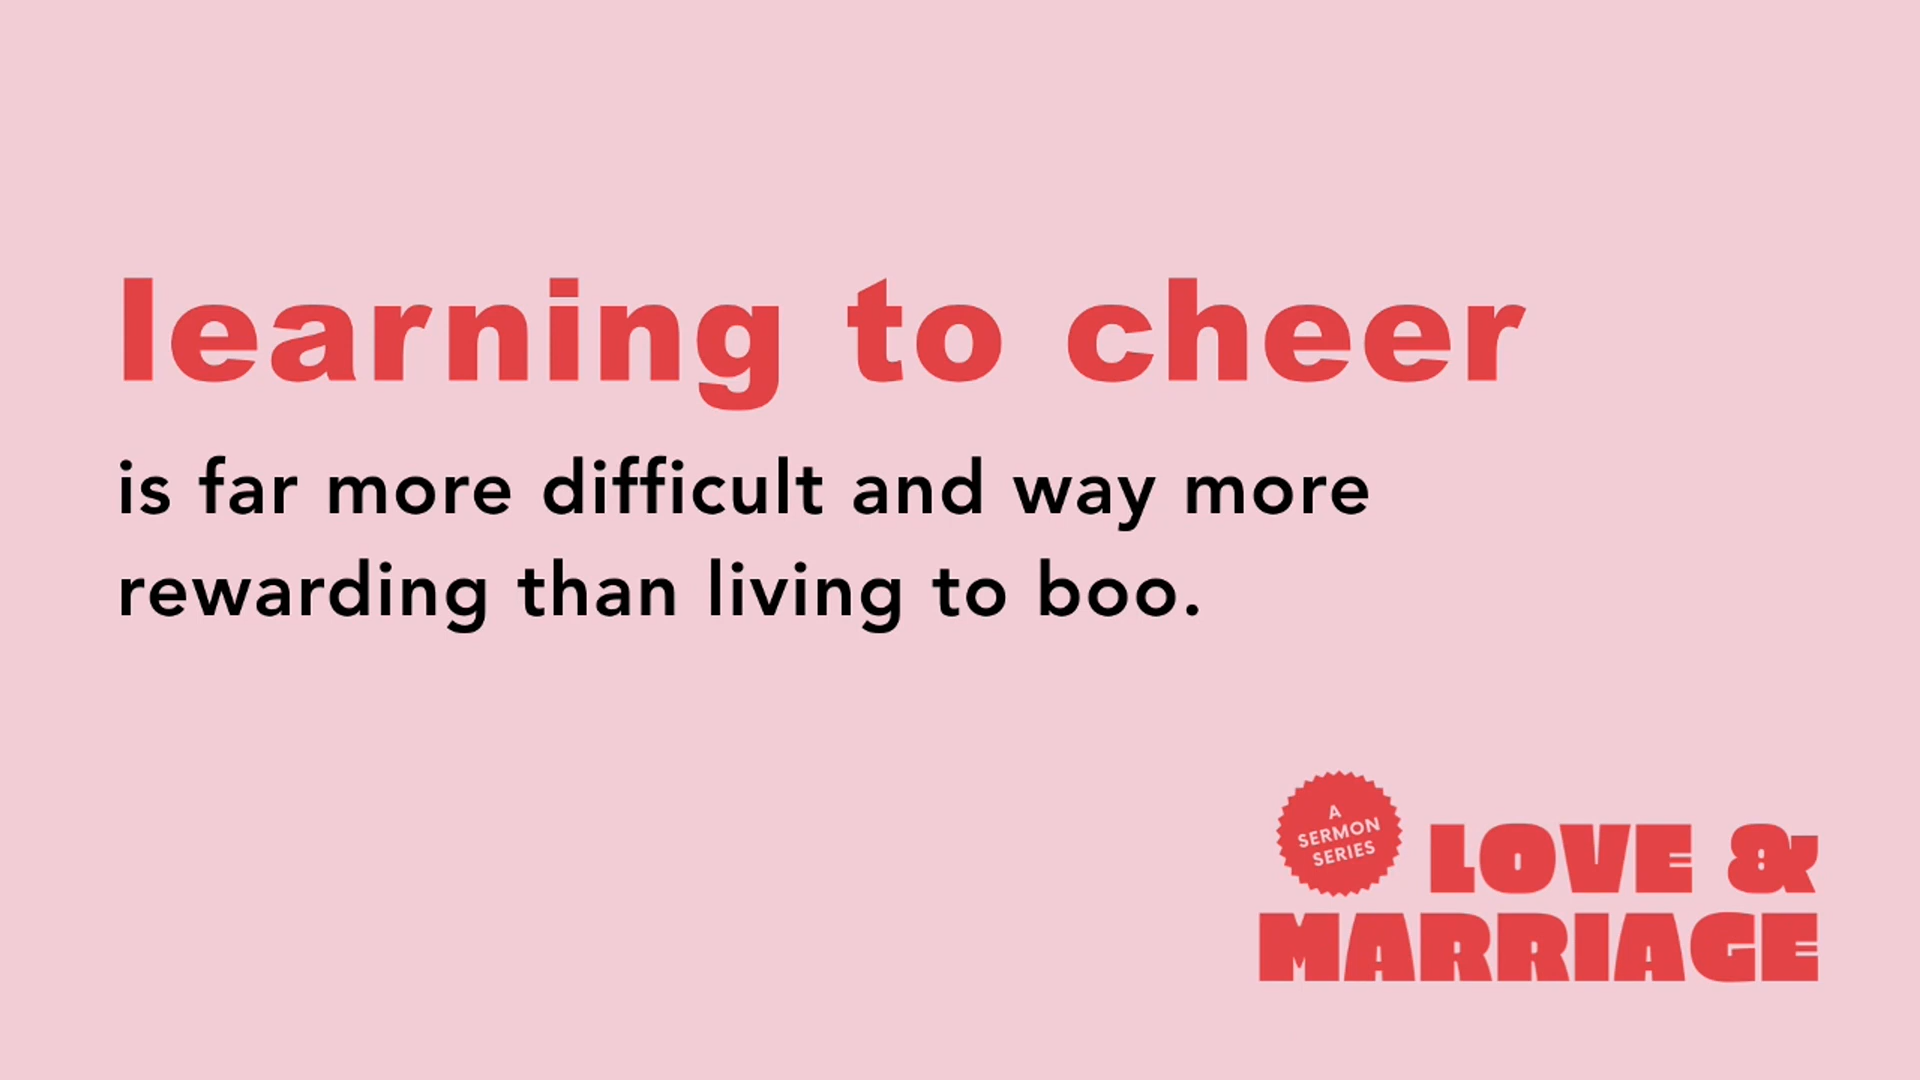 learning to cheer
is far more difficult and way more
rewarding than living to boo.
A
SERMON
SERIES
LOVE &
MARRIAGE